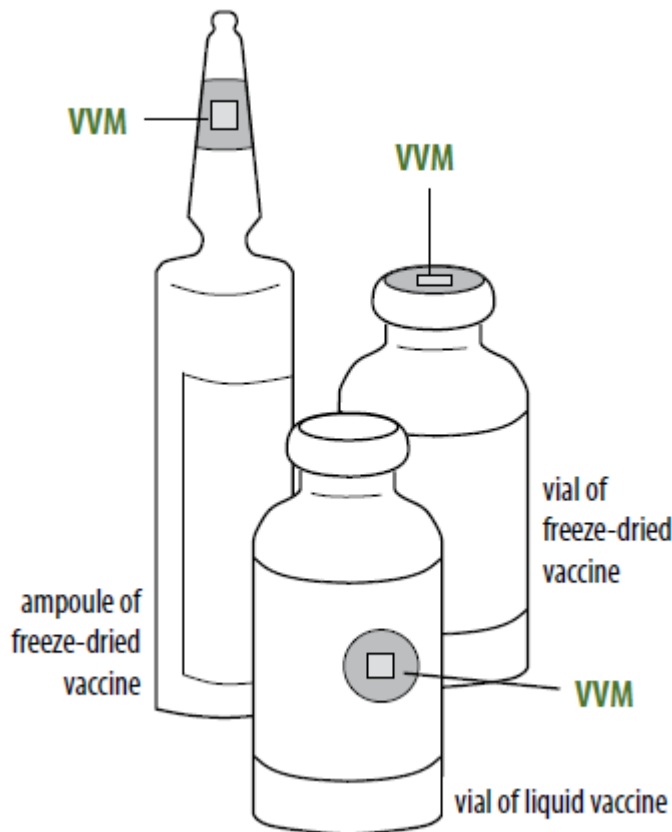 VVM
VVM
vial of
freeze-dried
vaccine
ampoule of
freeze-dried
vaccine
VVM
vial of liquid vaccine